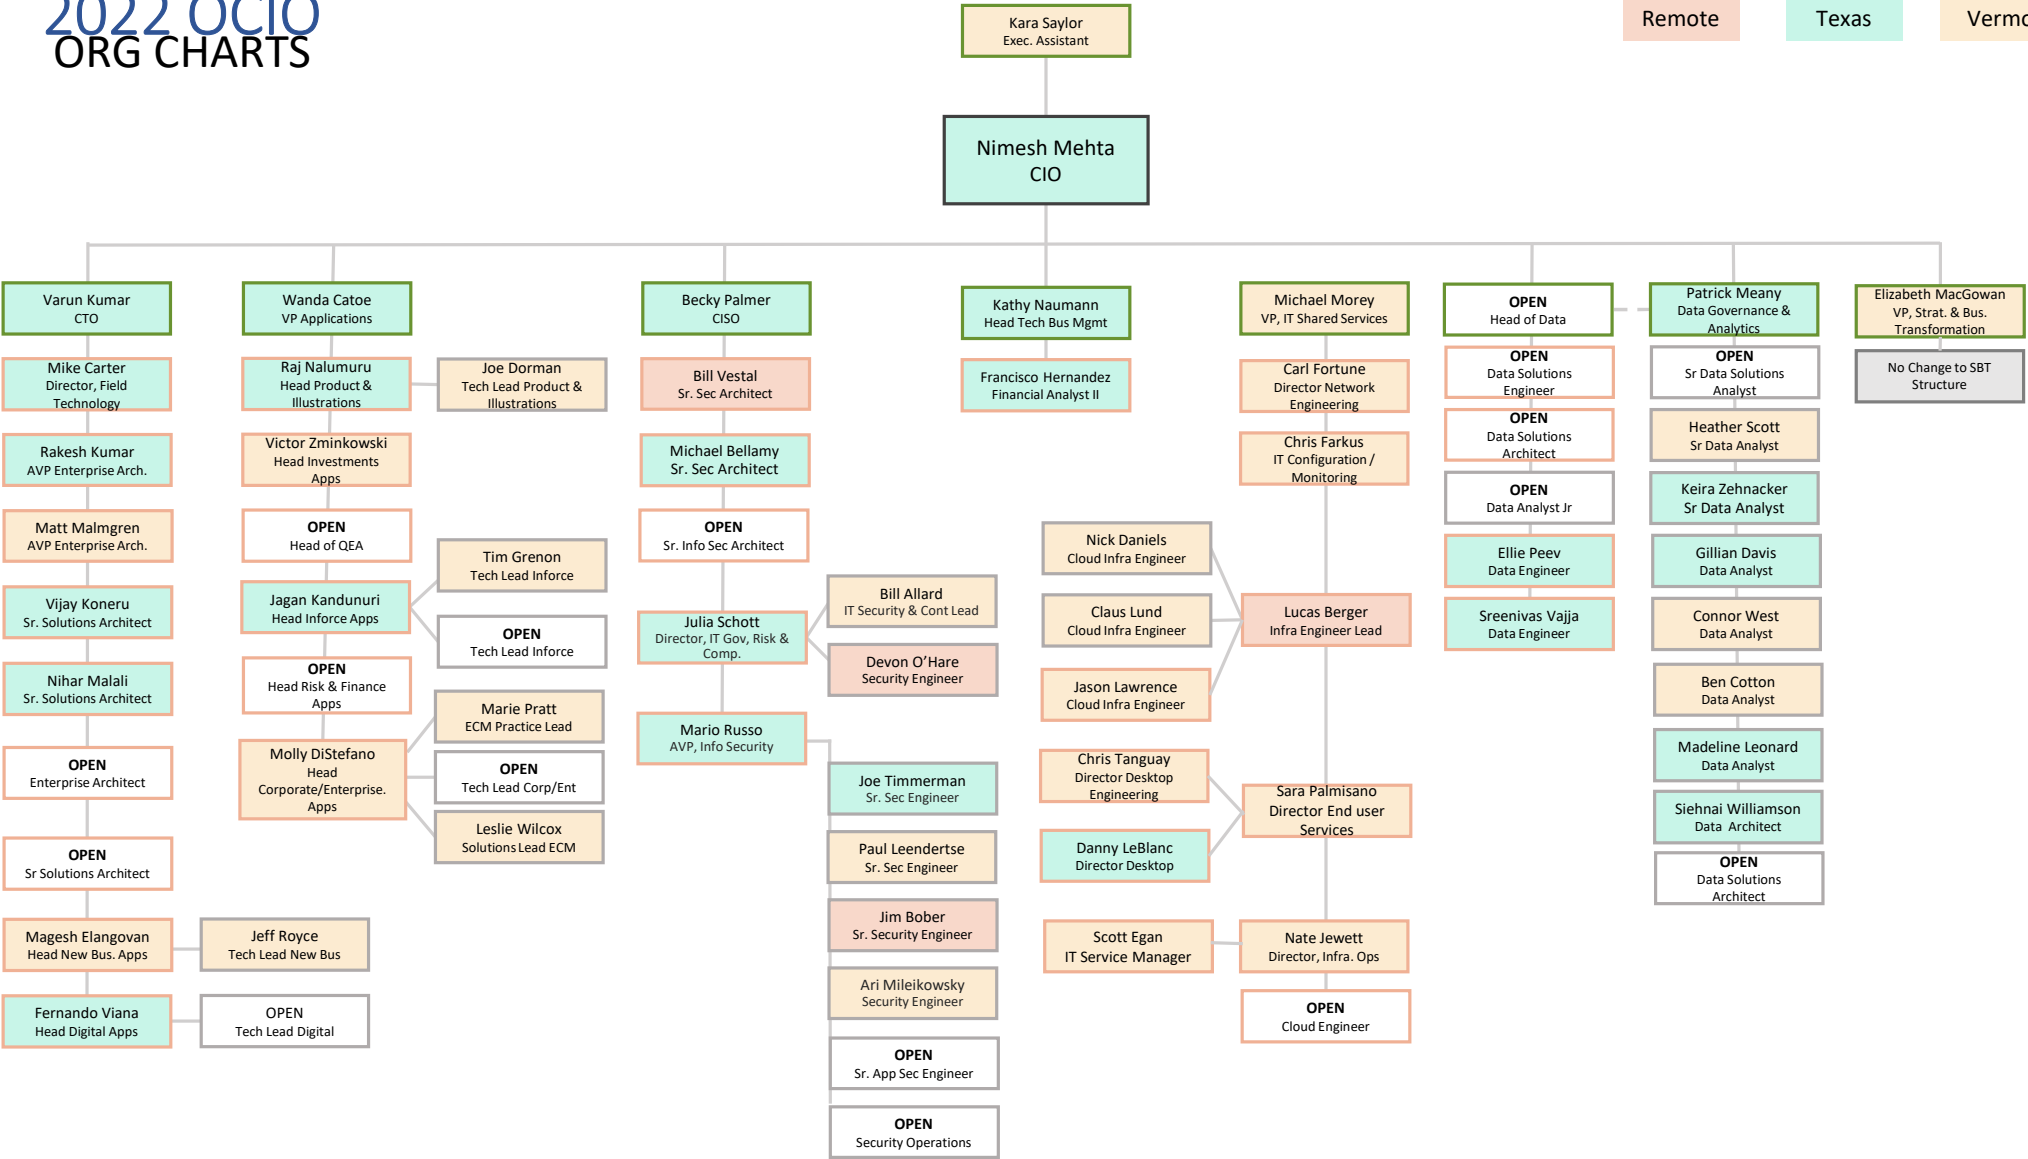 2022 OCIO
ORG CHARTS
Remote
Texas
Vermo
Kara Saylor
Exec. Assistant
Nimesh Mehta
CIO
Varun Kumar
CTO
Mike Carter
Director, Field
Technology
Rakesh Kumar
AVP Enterprise Arch.
Matt Malmgren
AVP Enterprise Arch.
Vijay Koneru
Sr. Solutions Architect
Nihar Malali
Sr. Solutions Architect
OPEN
Enterprise Architect
OPEN
Sr Solutions Architect
Magesh Elangovan
Head New Bus. Apps
Jeff Royce
Tech Lead New Bus
Fernando Viana
Head Digital Apps
OPEN
Tech Lead Digital
Wanda Catoe
VP Applications
Raj Nalumuru
Head Product &
Illustrations
Joe Dorman
Tech Lead Product &
Illustrations
Victor Zminkowski
Head Investments
Apps
OPEN
Head of QEA
Jagan Kandunuri
Head Inforce Apps
Tim Grenon
Tech Lead Inforce
OPEN
Tech Lead Inforce
OPEN
Head Risk & Finance
Apps
Molly DiStefano
Head
Corporate/Enterprise.
Apps
Marie Pratt
ECM Practice Lead
OPEN
Tech Lead Corp/Ent
Leslie Wilcox
Solutions Lead ECM
Becky Palmer
CISO
Bill Vestal
Sr. Sec Architect
Michael Bellamy
Sr. Sec Architect
OPEN
Sr. Info Sec Architect
Julia Schott
Director, IT Gov, Risk &
Comp.
Bill Allard
IT Security & Cont Lead
Devon O’Hare
Security Engineer
Mario Russo
AVP, Info Security
Joe Timmerman
Sr. Sec Engineer
Paul Leendertse
Sr. Sec Engineer
Jim Bober
Sr. Security Engineer
Ari Mileikowsky
Security Engineer
OPEN
Sr. App Sec Engineer
OPEN
Security Operations
Kathy Naumann
Head Tech Bus Mgmt
Francisco Hernandez
Financial Analyst II
Michael Morey
VP, IT Shared Services
Carl Fortune
Director Network
Engineering
Chris Farkus
IT Configuration /
Monitoring
Nick Daniels
Cloud Infra Engineer
Claus Lund
Cloud Infra Engineer
Jason Lawrence
Cloud Infra Engineer
Lucas Berger
Infra Engineer Lead
Chris Tanguay
Director Desktop
Engineering
Danny LeBlanc
Director Desktop
Sara Palmisano
Director End user
Services
Scott Egan
IT Service Manager
Nate Jewett
Director, Infra. Ops
OPEN
Cloud Engineer
OPEN
Head of Data
OPEN
Data Solutions
Engineer
OPEN
Data Solutions
Architect
OPEN
Data Analyst Jr
Ellie Peev
Data Engineer
Sreenivas Vajja
Data Engineer
Patrick Meany
Data Governance &
Analytics
OPEN
Sr Data Solutions
Analyst
Heather Scott
Sr Data Analyst
Keira Zehnacker
Sr Data Analyst
Gillian Davis
Data Analyst
Connor West
Data Analyst
Ben Cotton
Data Analyst
Madeline Leonard
Data Analyst
Siehnai Williamson
Data Architect
OPEN
Data Solutions
Architect
Elizabeth MacGowan
VP, Strat. & Bus.
Transformation
No Change to SBT
Structure